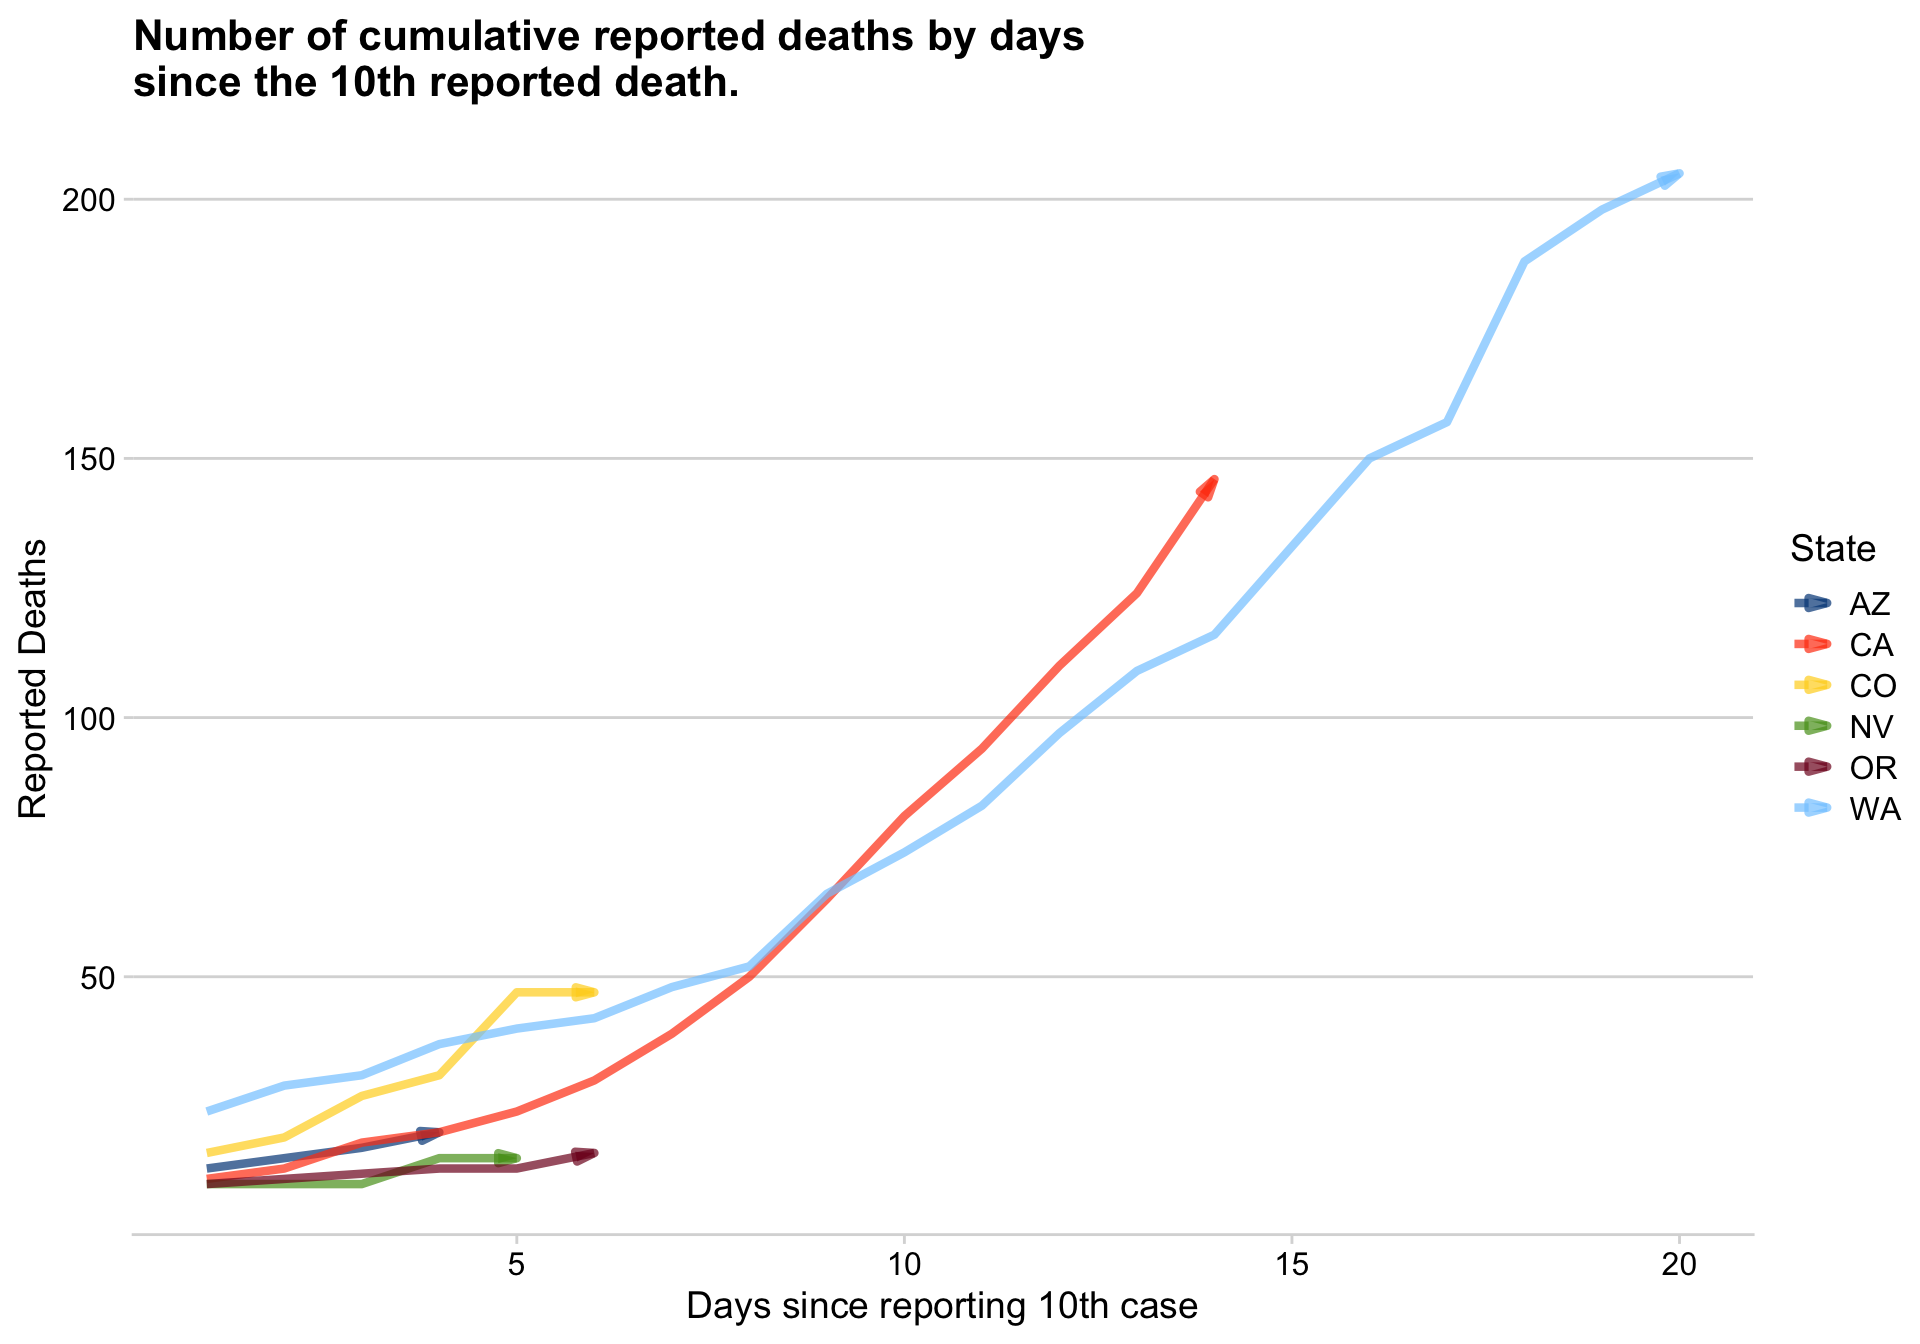 Number of cumulative reported deaths by days
since the 10th reported death.
200
150
100
50
Reported Deaths
5
10
15
20
Days since reporting 10th case
State
AZ
CA
CO
NV
OR
WA